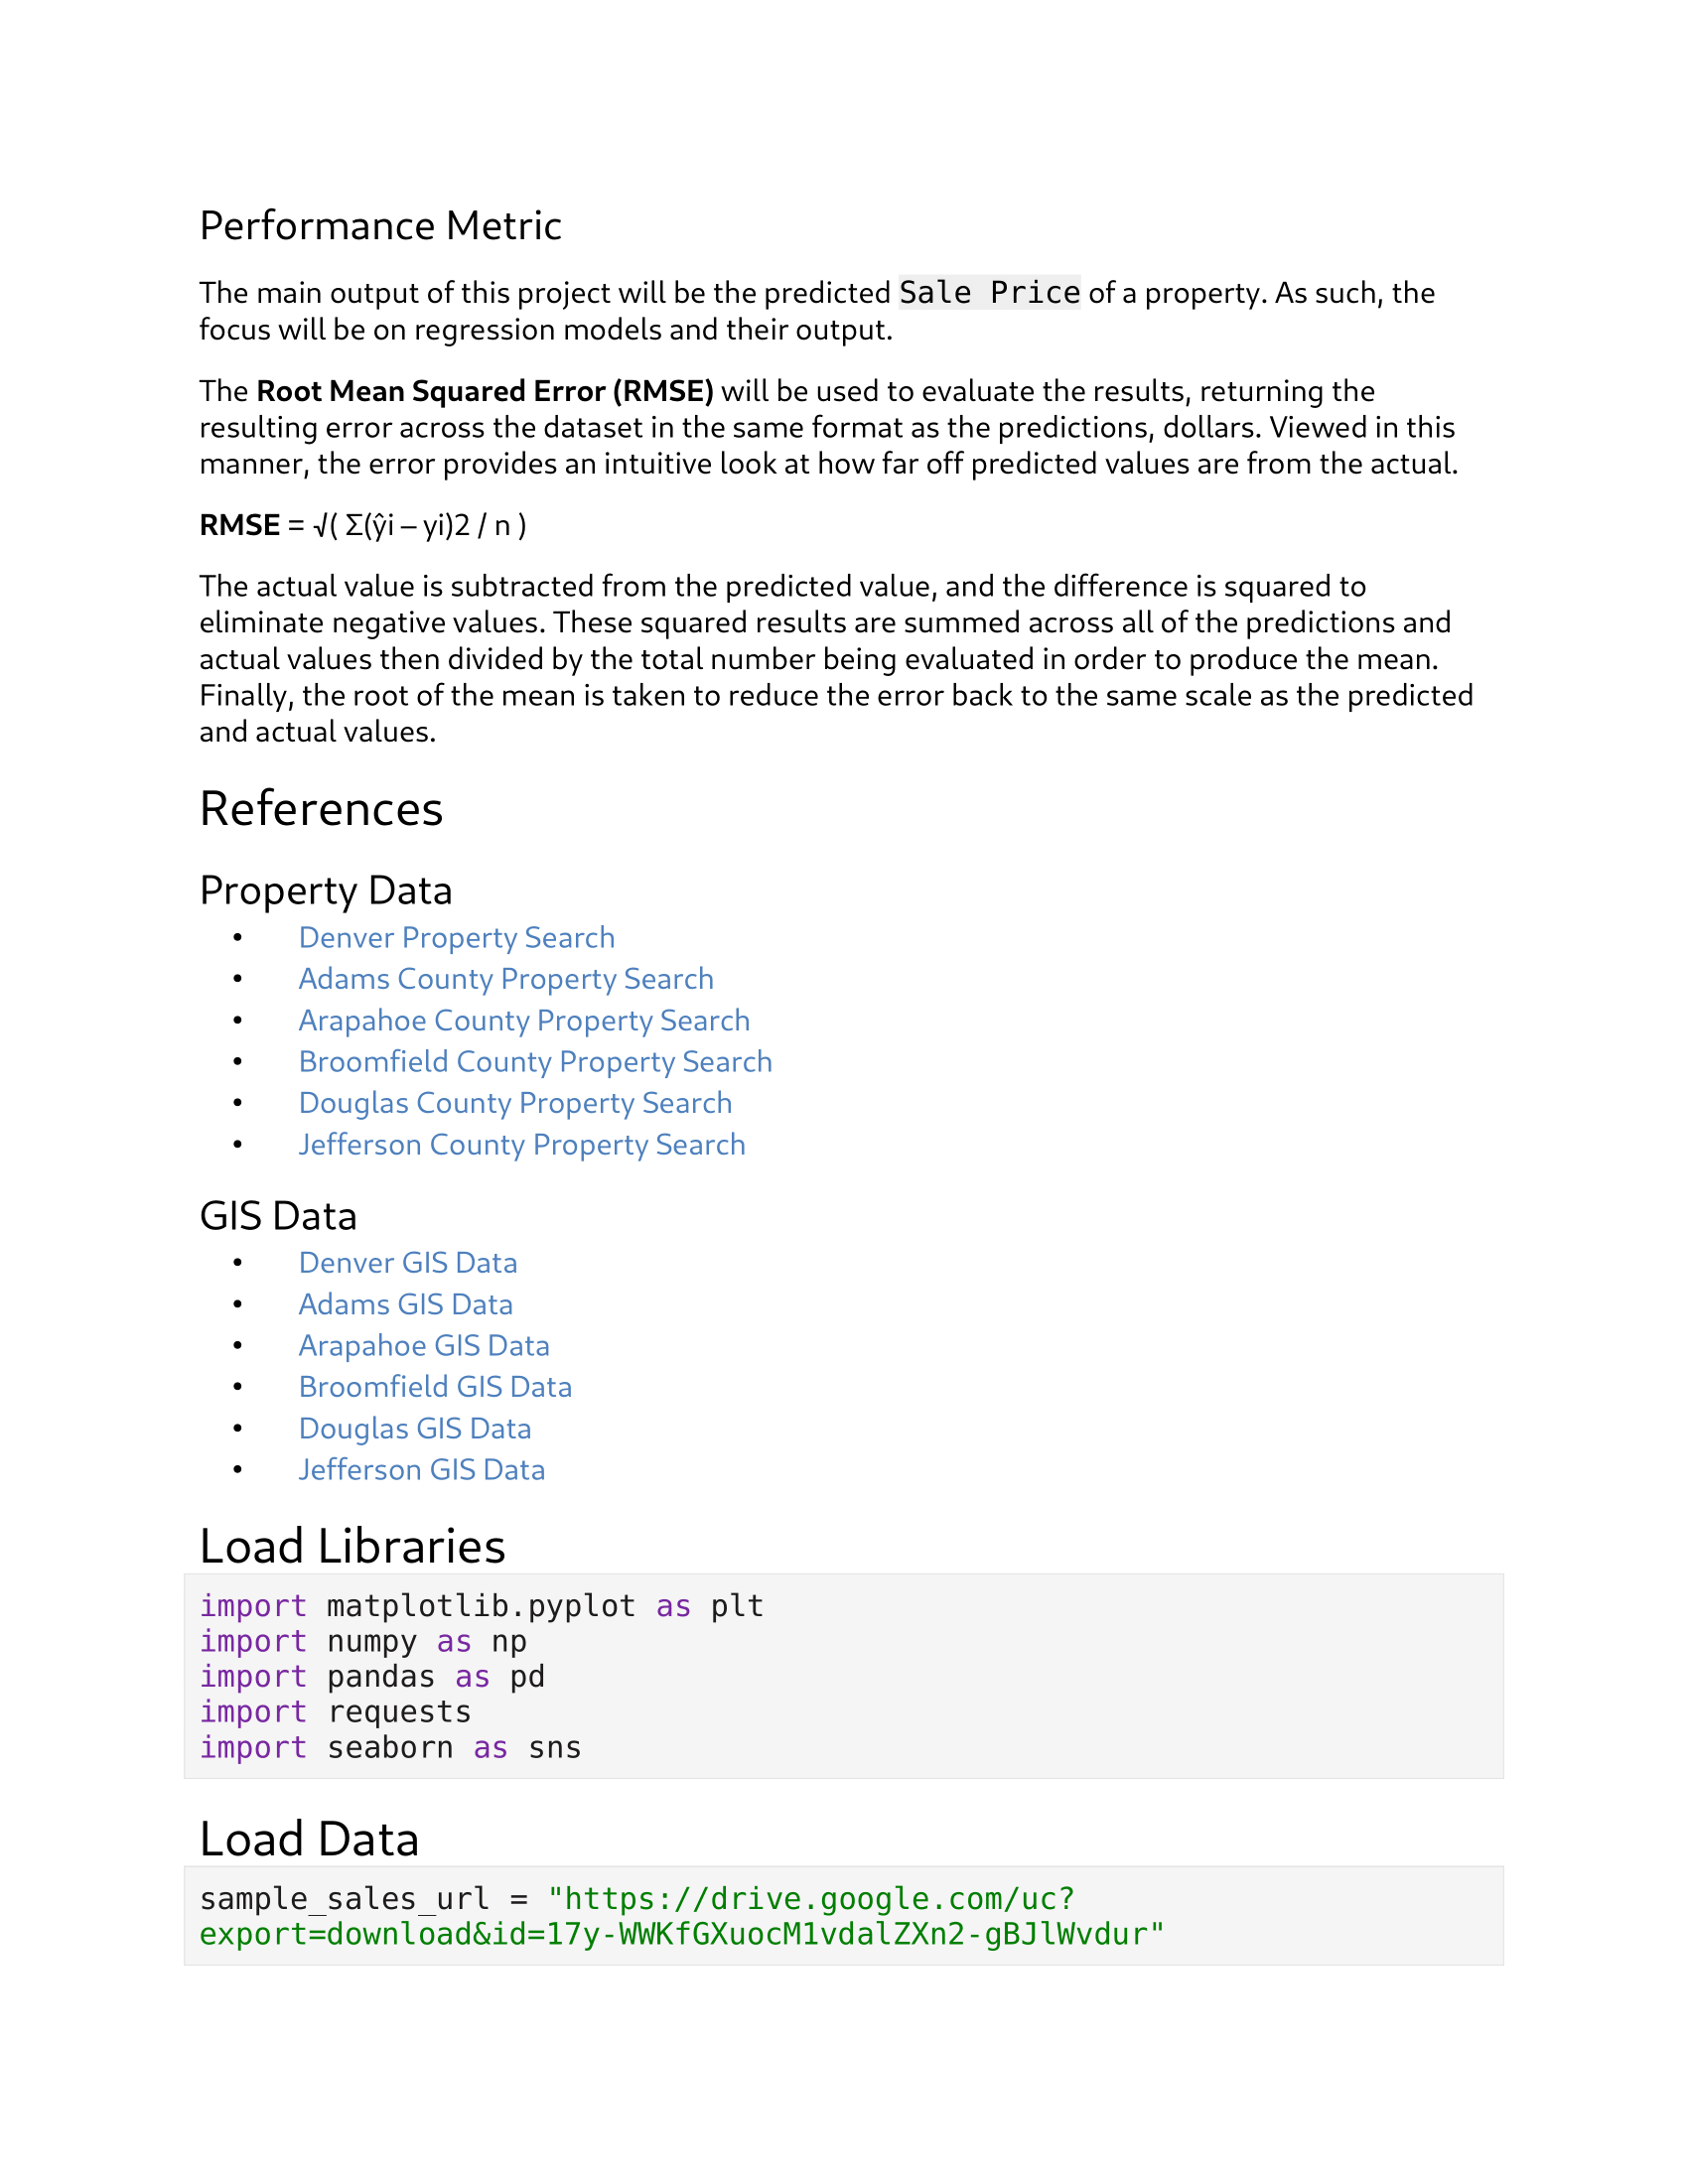 Performance Metric
The main output of this project will be the predicted Sale Price of a property. As such, the
focus will be on regression models and their output.
The Root Mean Squared Error (RMSE) will be used to evaluate the results, returning the
resulting error across the dataset in the same format as the predictions, dollars. Viewed in this
manner, the error provides an intuitive look at how far off predicted values are from the actual.
RMSE = √( Σ(ŷi – yi)2 / n )
The actual value is subtracted from the predicted value, and the difference is squared to
eliminate negative values. These squared results are summed across all of the predictions and
actual values then divided by the total number being evaluated in order to produce the mean.
Finally, the root of the mean is taken to reduce the error back to the same scale as the predicted
and actual values.
References
Property Data
• Denver Property Search
• Adams County Property Search
• Arapahoe County Property Search
• Broomfield County Property Search
• Douglas County Property Search
• Jefferson County Property Search
GIS Data
• Denver GIS Data
• Adams GIS Data
• Arapahoe GIS Data
• Broomfield GIS Data
• Douglas GIS Data
• Jefferson GIS Data
Load Libraries
import matplotlib.pyplot as plt
import numpy as np
import pandas as pd
import requests
import seaborn as sns
Load Data
sample_sales_url = "https://drive.google.com/uc?
export=download&id=17y-WWKfGXuocM1vdalZXn2-gBJlWvdur"